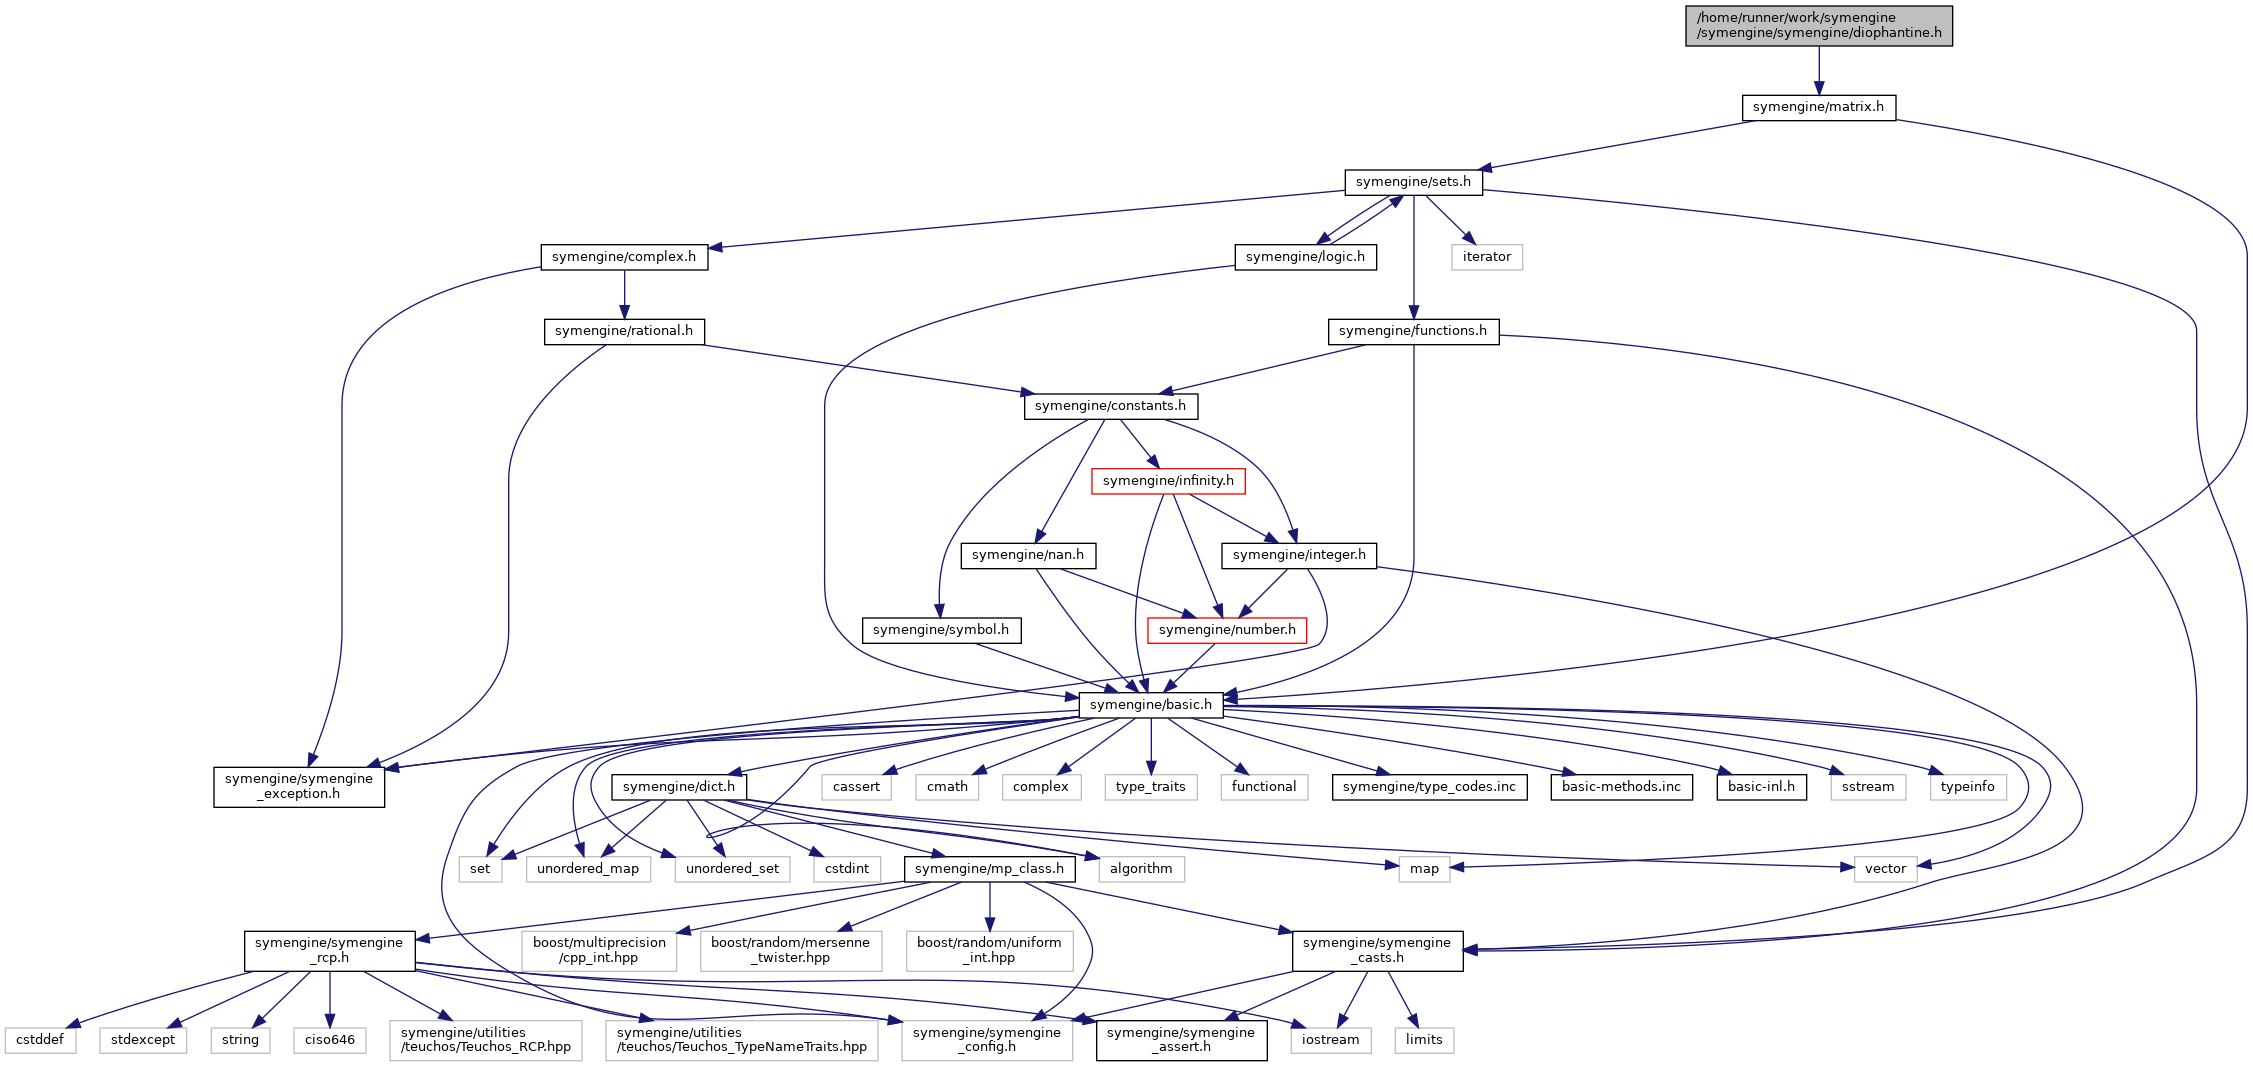 /home/runner/work/symengine
/symengine/symengine/diophantine.h
symengine/matrix.h
symengine/sets.h
symengine/complex.h
symengine/logic.h
iterator
symengine/rational.h
symengine/functions.h
symengine/constants.h
symengine/infinity.h
symengine/nan.h
symengine/integer.h
symengine/symbol.h
symengine/number.h
symengine/basic.h
symengine/symengine
_exception.h
symengine/dict.h
cassert
cmath
complex
type_traits
functional
symengine/type_codes.inc
basic-methods.inc
basic-inl.h
sstream
typeinfo
set
unordered_map
unordered_set
cstdint
symengine/mp_class.h
algorithm
map
vector
symengine/symengine
_rcp.h
boost/multiprecision
/cpp_int.hpp
boost/random/mersenne
_twister.hpp
boost/random/uniform
_int.hpp
symengine/symengine
_casts.h
cstddef
stdexcept
string
ciso646
symengine/utilities
/teuchos/Teuchos_RCP.hpp
symengine/utilities
/teuchos/Teuchos_TypeNameTraits.hpp
symengine/symengine
_config.h
symengine/symengine
_assert.h
iostream
limits